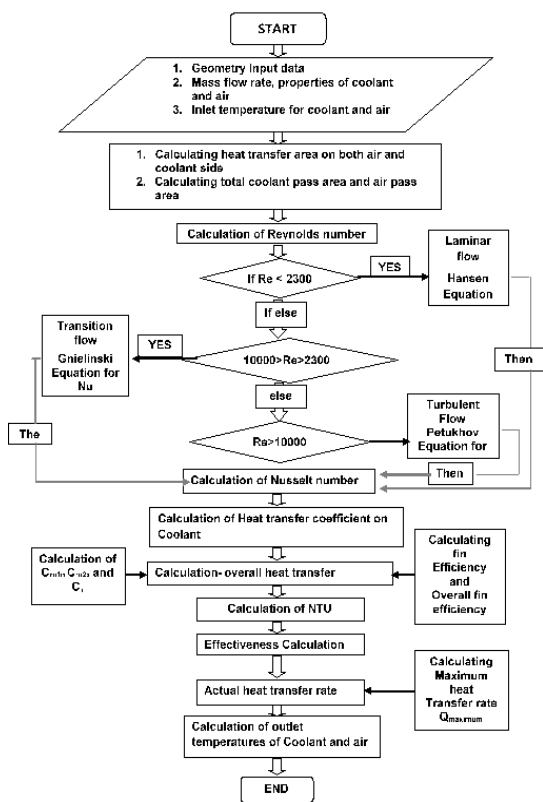 START
1. Geometry Input data
2. Mass flow rate, properties of coolant
and air
3. Inlet temperature for coolant and air
1. Calculating heat transfer area on both air and
coolant side
2. Calculating total coolant pass area and air pass
area
Calculation of Reynolds number
If Re < 2300
YES
Laminar
flow
Hansen
Equation
If else
Transition
flow
Gnielinski
Equation for
Nu
YES
10000>Re>2300
Then
else
The
Re>10000
Turbulent
Flow
Petukhov
Equation for
Then
Calculation of Nusselt number
Calculation of Heat transfer coefficient on
Coolant
Calculation of
and
Calculation- overall heat transfer
Calculating
fin
Efficiency
and
Overall fin
efficiency
Calculation of NTU
Effectiveness Calculation
Actual heat transfer rate
Calculating
Maximum
heat
Transfer rate
Qmaximum
Calculation of outlet
temperatures of Coolant and air
END